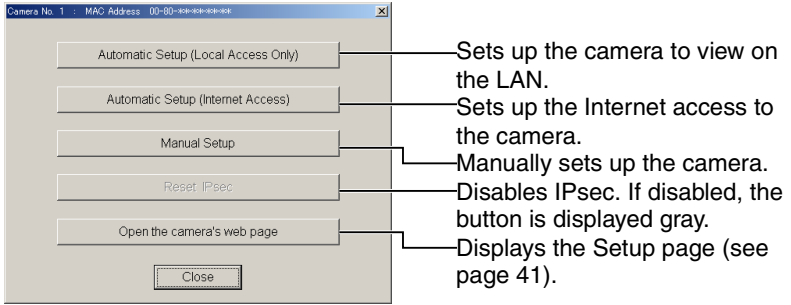 Camera No. 1 : MAC Address 00-80-********
Automatic Setup (Local Access Only)
Automatic Setup (Internet Access)
Manual Setup
Reset IPsec
Open the camera's web page
Close
Sets up the camera to view on
the LAN.
Sets up the Internet access to
the camera.
Manually sets up the camera.
Disables IPsec. If disabled, the
button is displayed gray.
Displays the Setup page (see
page 41).